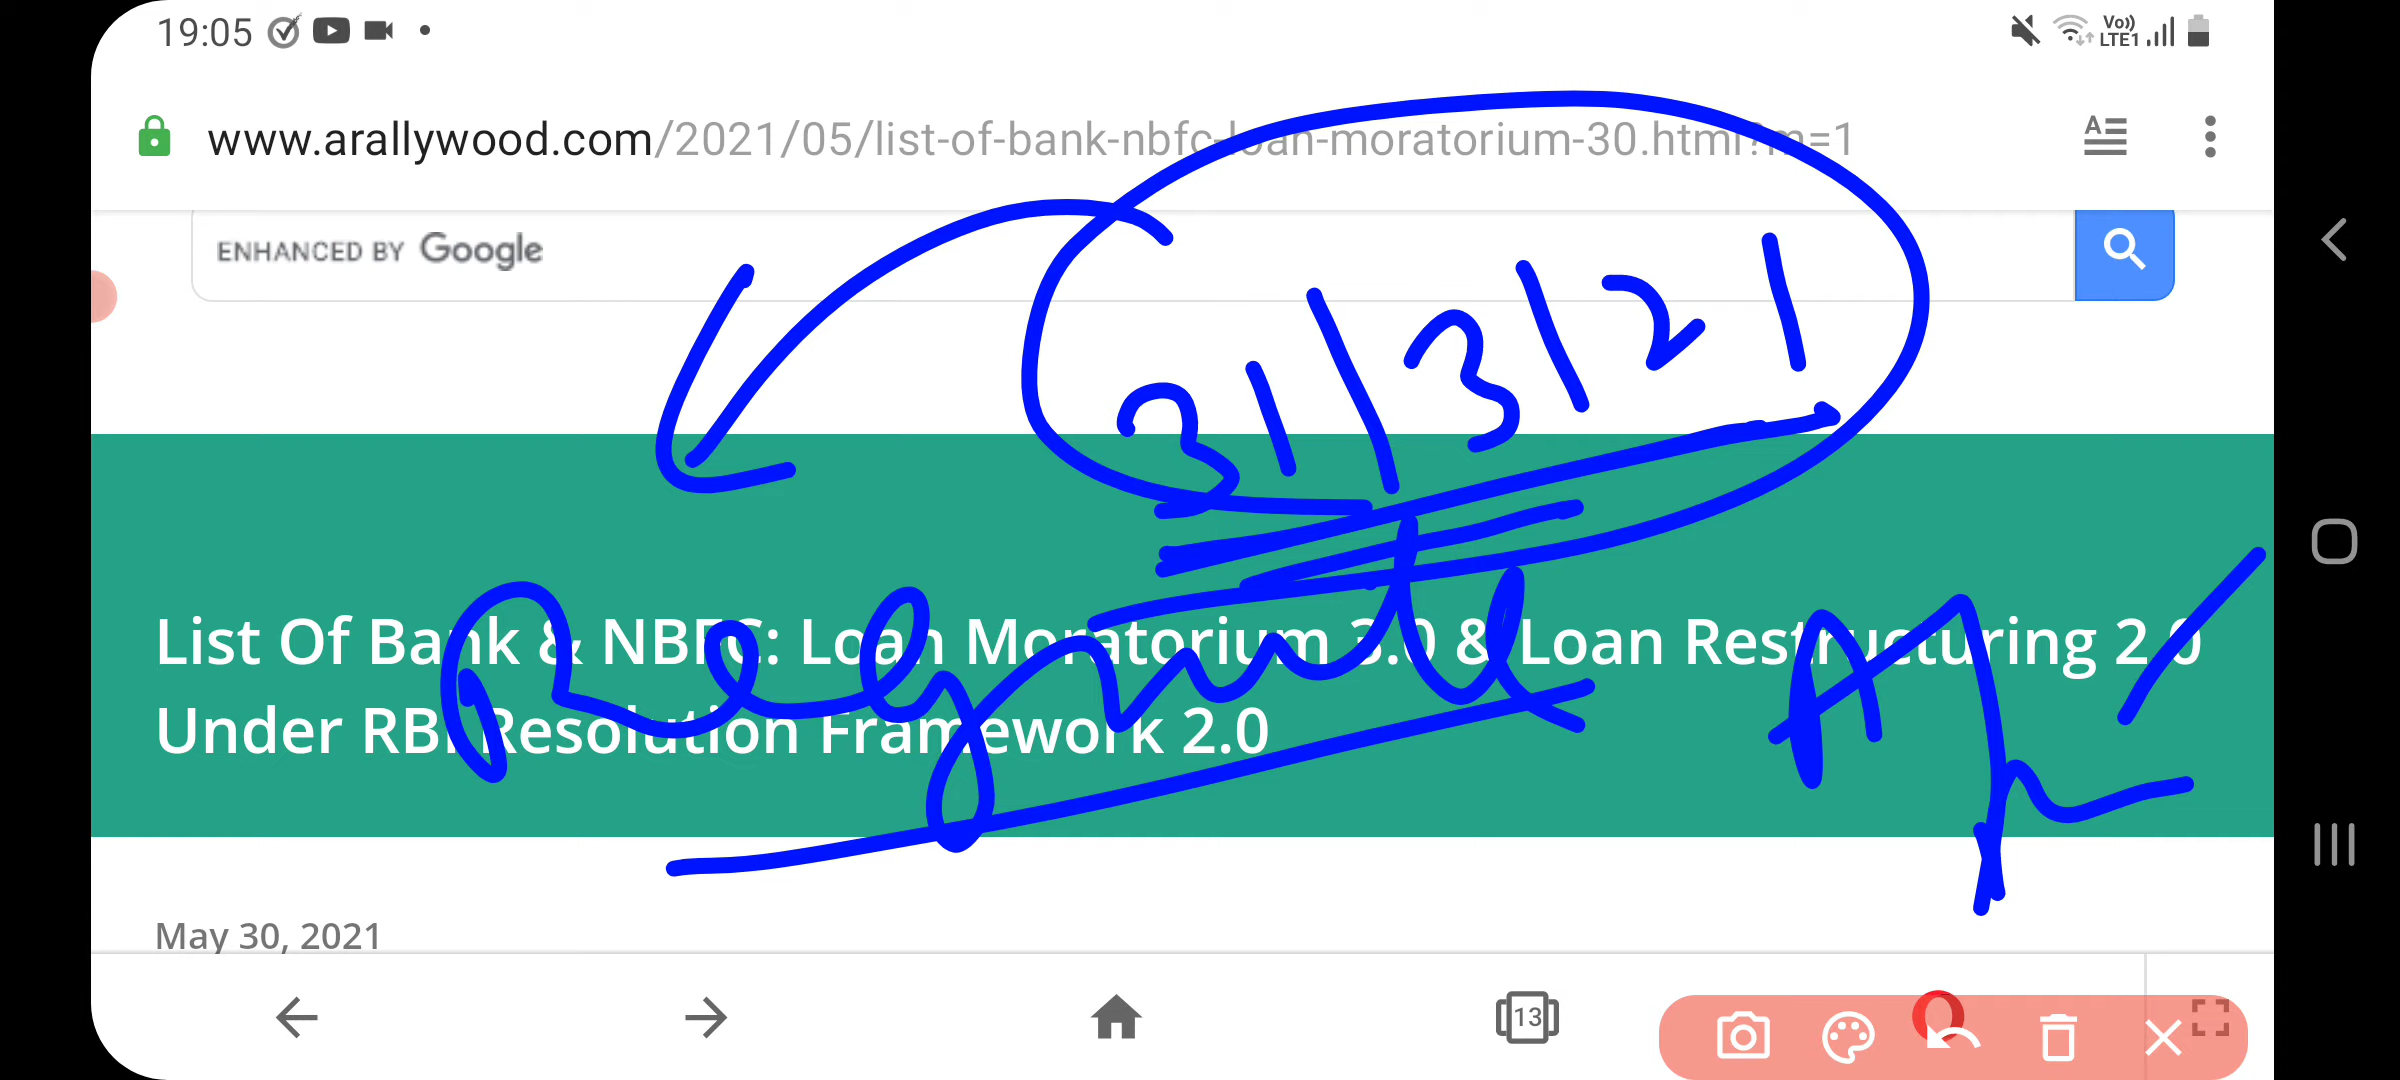 19:05
Vo))
LTE1
www.arallywood.com/2021/05/list-of-bank-nbfc-loan-moratorium-30.html?m=1
ENHANCED BY Google
31/3/21
List Of Bank & NBFC: Loan Moratorium 3.0 & Loan Restructuring 2.0
Under RBI Resolution Framework 2.0
May 30, 2021
13